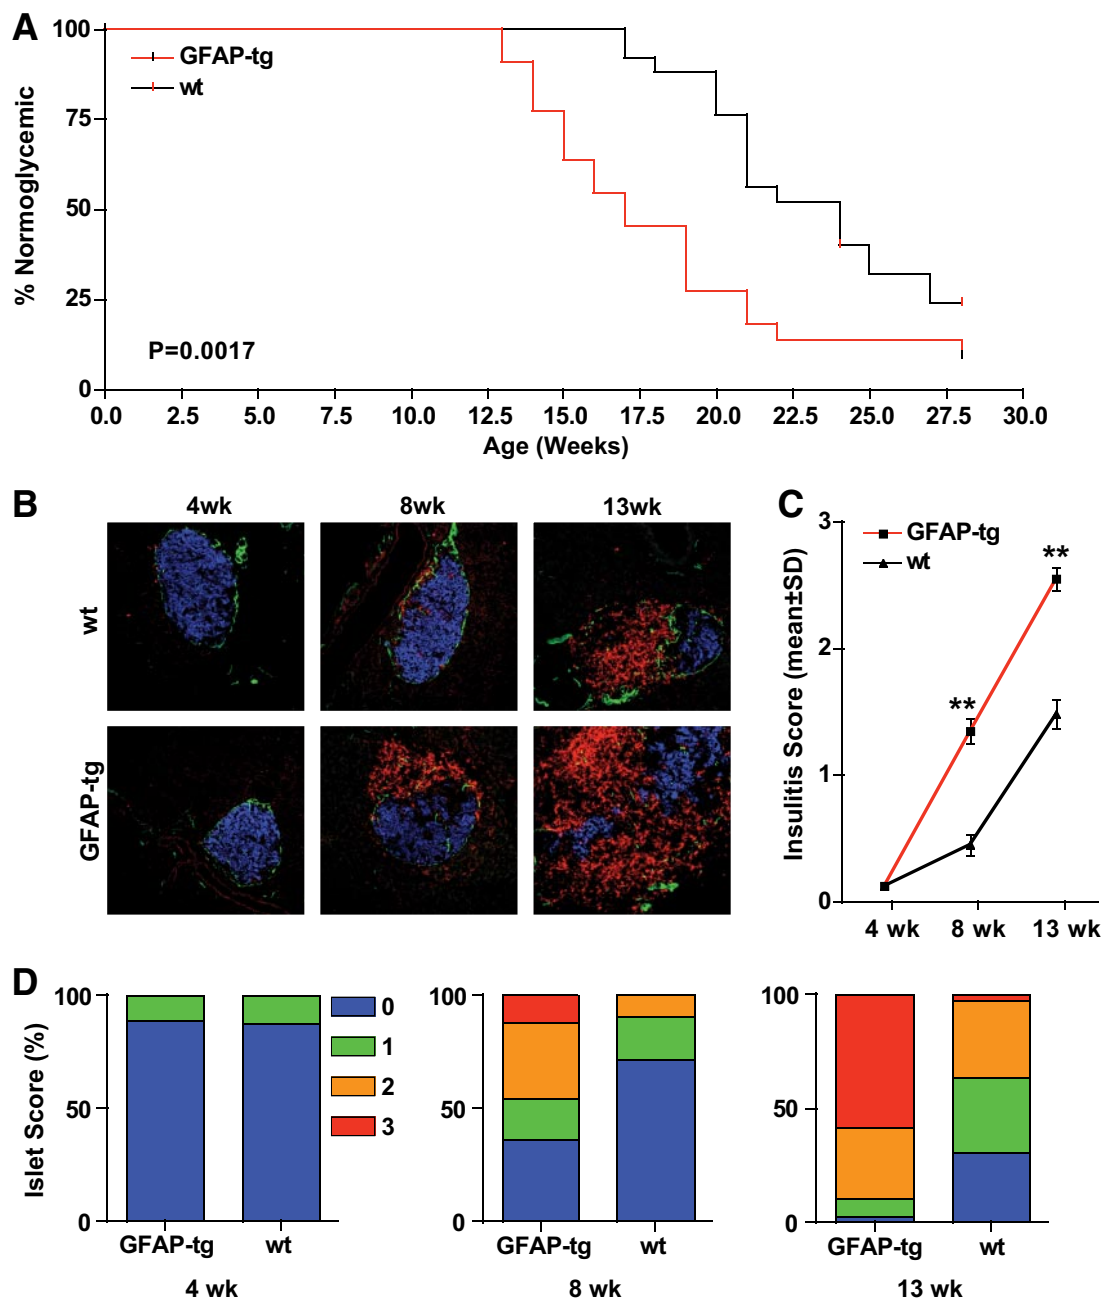 A
100
75
50
25
0
% Normoglycemic
GFAP-tg
wt
P=0.0017
0.0 2.5 5.0 7.5 10.0 12.5 15.0 17.5 20.0 22.5 25.0 27.5 30.0
Age (Weeks)
B
4wk 8wk 13wk
wt
GFAP-tg
C
3
2
1
0
Insulitis Score (mean±SD)
GFAP-tg
wt
**
**
4 wk 8 wk 13 wk
D
Islet Score (%)
100
50
0
GFAP-tg wt
4 wk
0
1
2
3
100
50
0
GFAP-tg wt
8 wk
100
50
0
GFAP-tg wt
13 wk